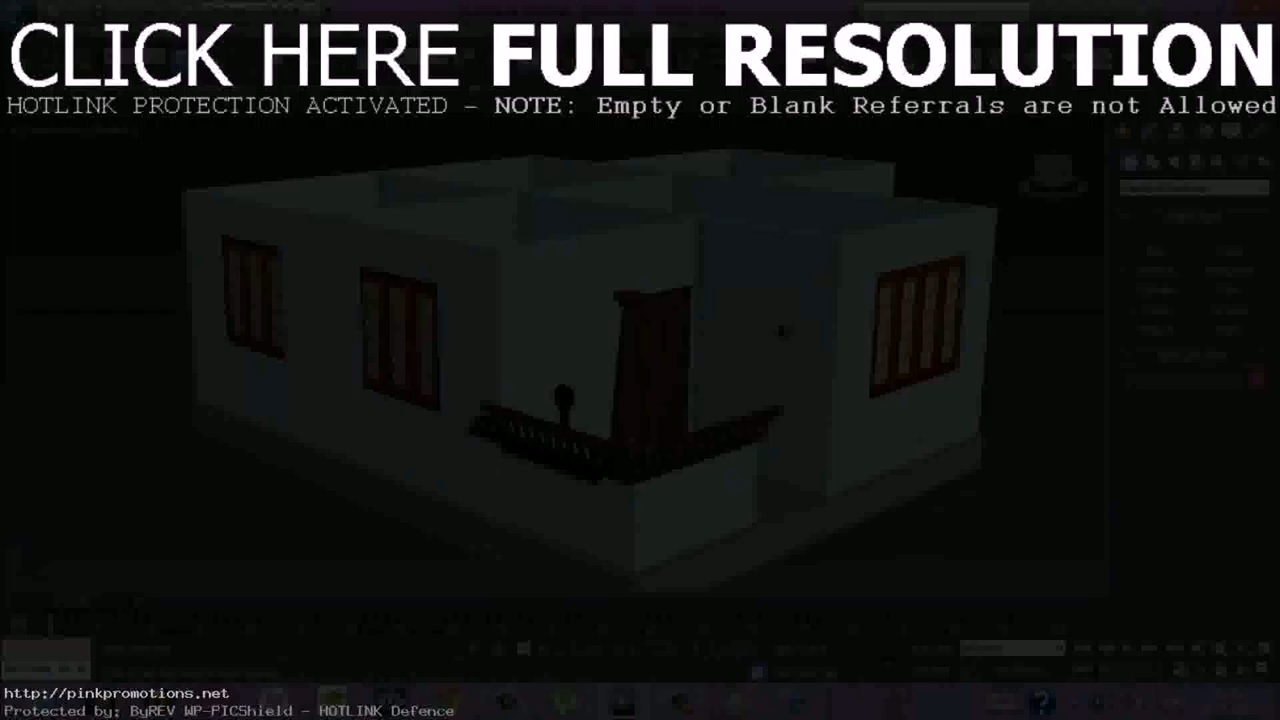 CLICK HERE FULL RESOLUTION
HOTLINK PROTECTION ACTIVATED - NOTE: Empty or Blank Referrals are not Allowed
http://pinkpromotions.net
Protected by: ByREV WP-PICShield - HOTLINK Defence